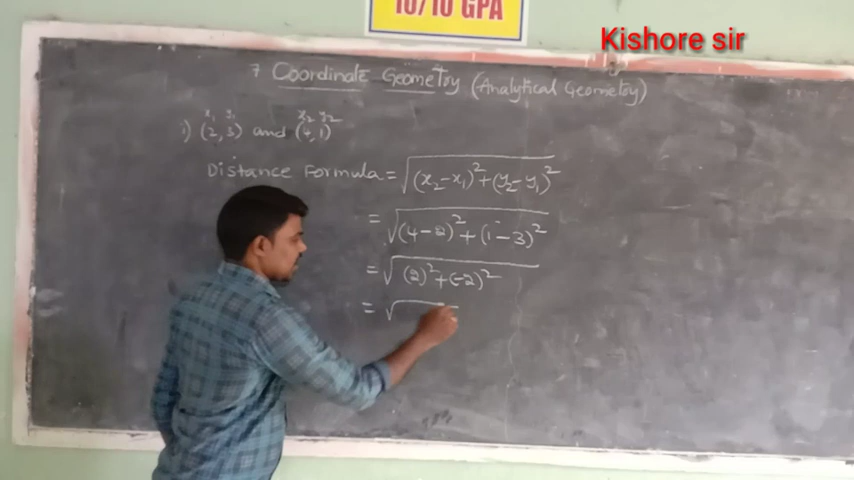 10/10 GPA
Kishore sir
7 Coordinate Geometry (Analytical Geometry)
x₁ y₁ x₂ y₂
i) (2, 3) and (4, 1)
Distance Formula = √(x₂-x₁)²+(y₂-y₁)²
= √(4-2)²+(1-3)²
= √(2)²+(-2)²
= √